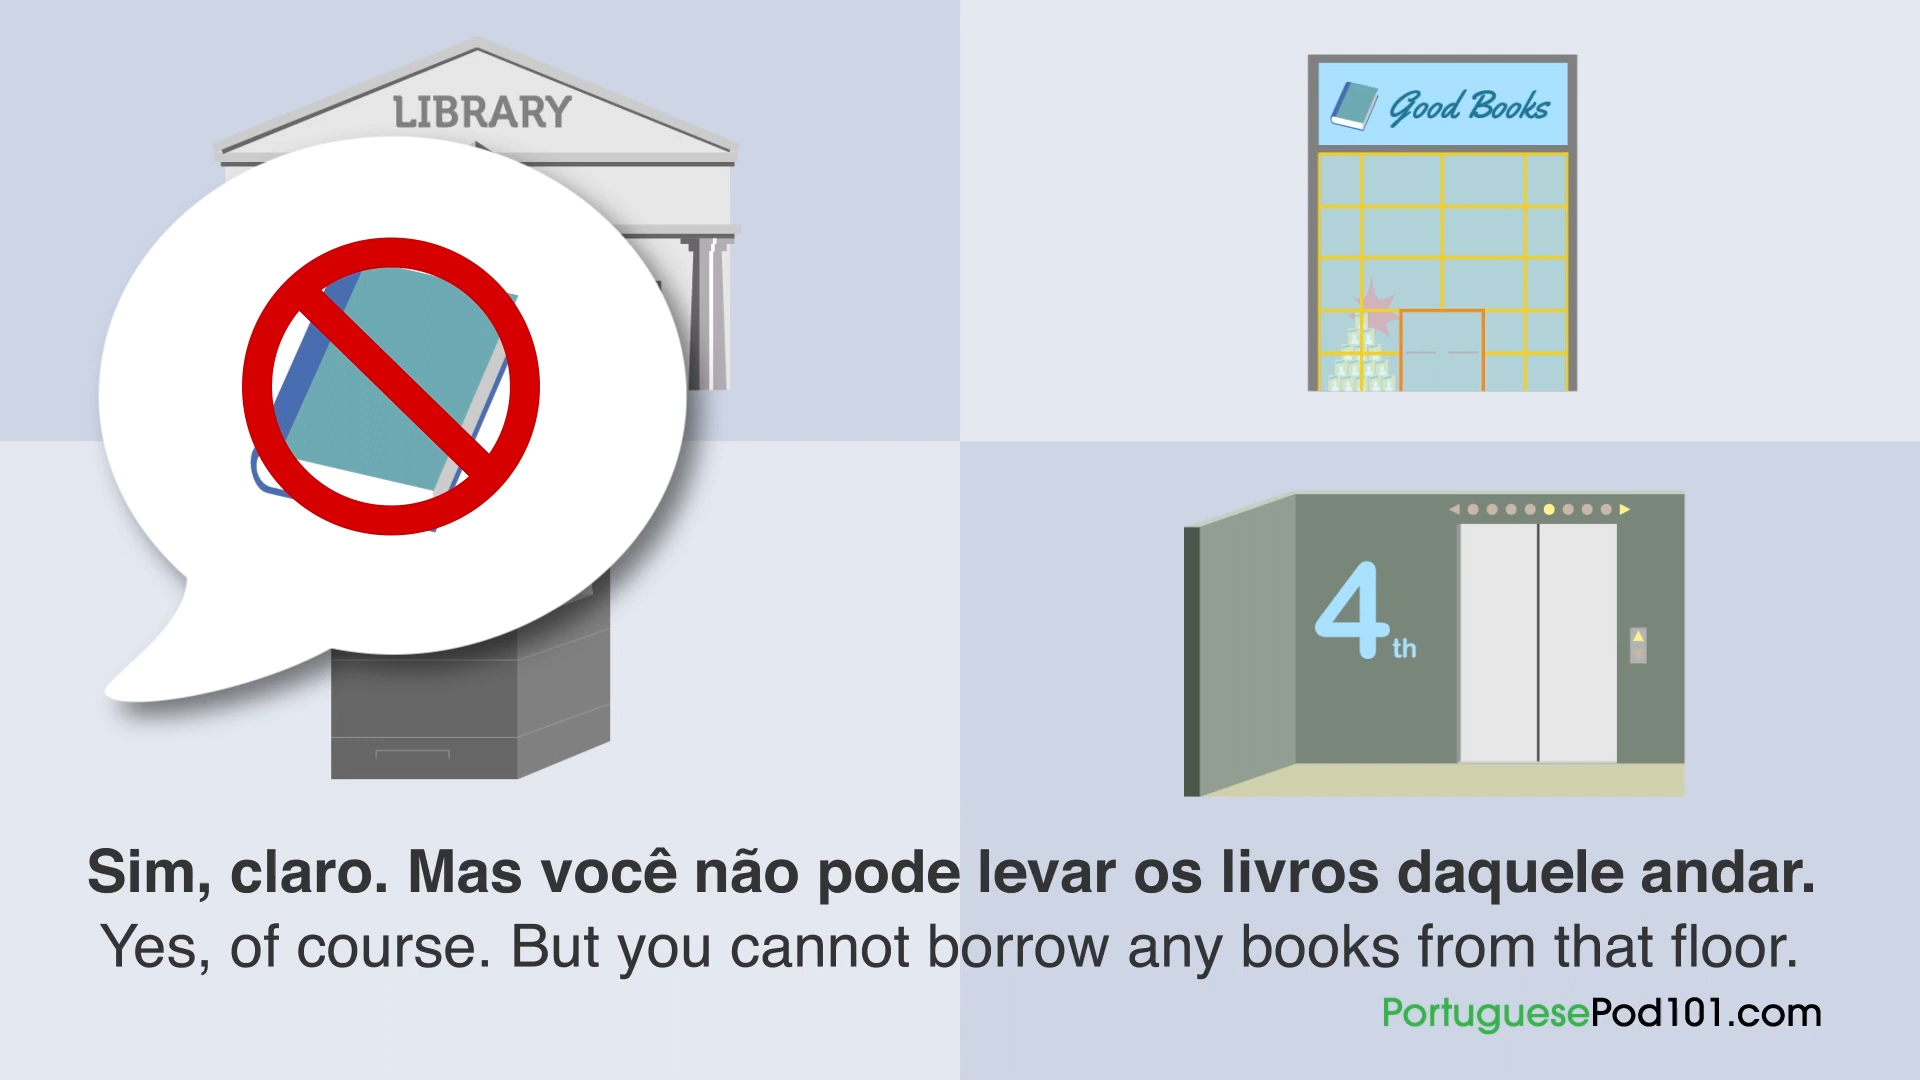 LIBRARY
Good Books
4th
Sim, claro. Mas você não pode levar os livros daquele andar.
Yes, of course. But you cannot borrow any books from that floor.
PortuguesePod101.com